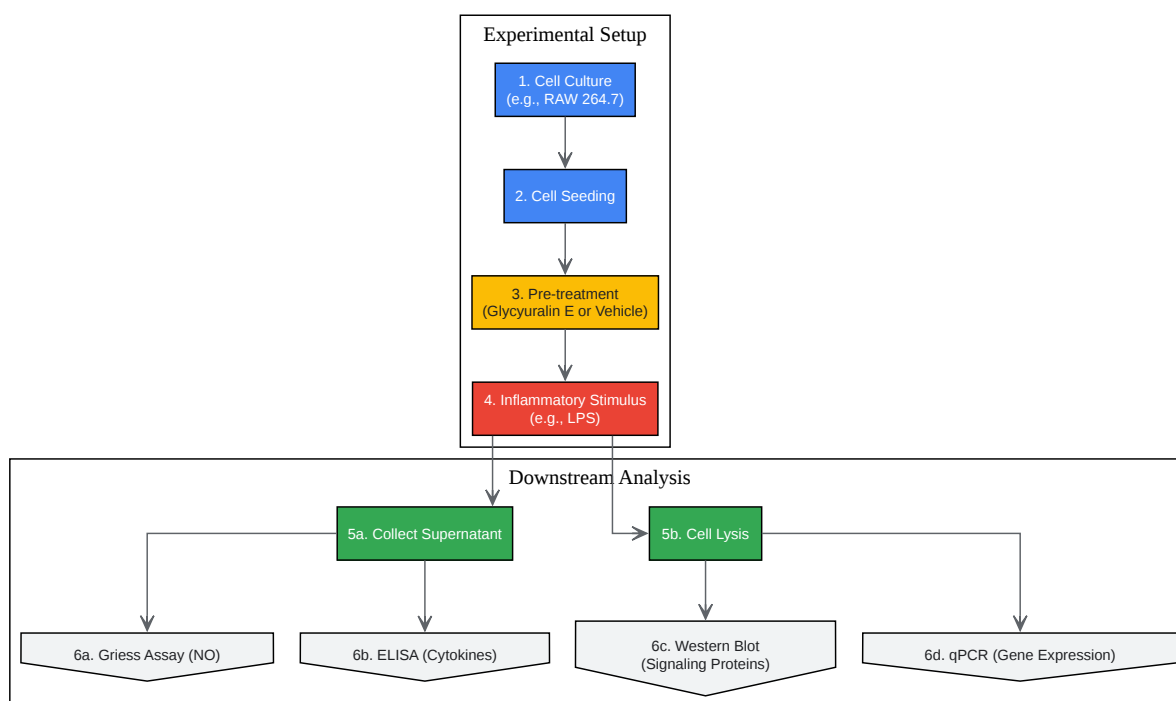 Experimental Setup
1. Cell Culture
(e.g., RAW 264.7)
2. Cell Seeding
3. Pre-treatment
(Glycyuralin E or Vehicle)
4. Inflammatory Stimulus
(e.g., LPS)
Downstream Analysis
5a. Collect Supernatant
5b. Cell Lysis
6a. Griess Assay (NO)
6b. ELISA (Cytokines)
6c. Western Blot
(Signaling Proteins)
6d. qPCR (Gene Expression)